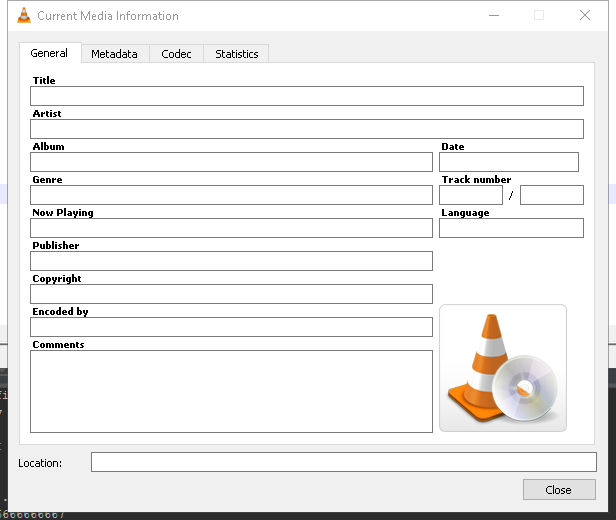 Current Media Information
General Metadata Codec Statistics
Title
Artist
Album Date
Genre Track number
/
Now Playing Language
Publisher
Copyright
Encoded by
Comments
Location:
Close